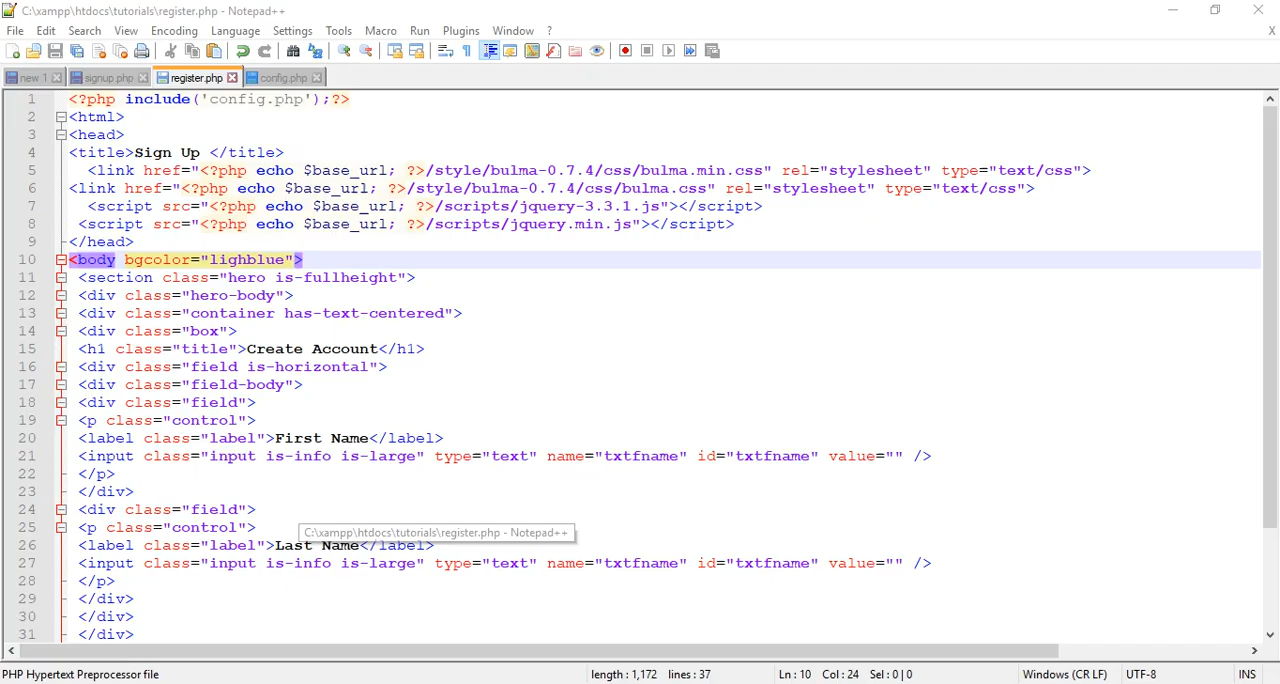 C:\xampp\htdocs\tutorials\register.php - Notepad++
File Edit Search View Encoding Language Settings Tools Macro Run Plugins Window ? X
new 1 signup.php register.php config.php
1 <?php include('config.php');?>
2 <html>
3 <head>
4 <title>Sign Up </title>
5 <link href="<?php echo $base_url; ?>/style/bulma-0.7.4/css/bulma.min.css" rel="stylesheet" type="text/css">
6 <link href="<?php echo $base_url; ?>/style/bulma-0.7.4/css/bulma.css" rel="stylesheet" type="text/css">
7 <script src="<?php echo $base_url; ?>/scripts/jquery-3.3.1.js"></script>
8 <script src="<?php echo $base_url; ?>/scripts/jquery.min.js"></script>
9 </head>
10 <body bgcolor="lighblue">
11 <section class="hero is-fullheight">
12 <div class="hero-body">
13 <div class="container has-text-centered">
14 <div class="box">
15 <h1 class="title">Create Account</h1>
16 <div class="field is-horizontal">
17 <div class="field-body">
18 <div class="field">
19 <p class="control">
20 <label class="label">First Name</label>
21 <input class="input is-info is-large" type="text" name="txtfname" id="txtfname" value="" />
22 </p>
23 </div>
24 <div class="field">
25 <p class="control">
C:\xampp\htdocs\tutorials\register.php - Notepad++
26 <label class="label">Last Name</label>
27 <input class="input is-info is-large" type="text" name="txtfname" id="txtfname" value="" />
28 </p>
29 </div>
30 </div>
31 </div>
PHP Hypertext Preprocessor file length : 1,172 lines : 37 Ln : 10 Col : 24 Sel : 0 | 0 Windows (CR LF) UTF-8 INS